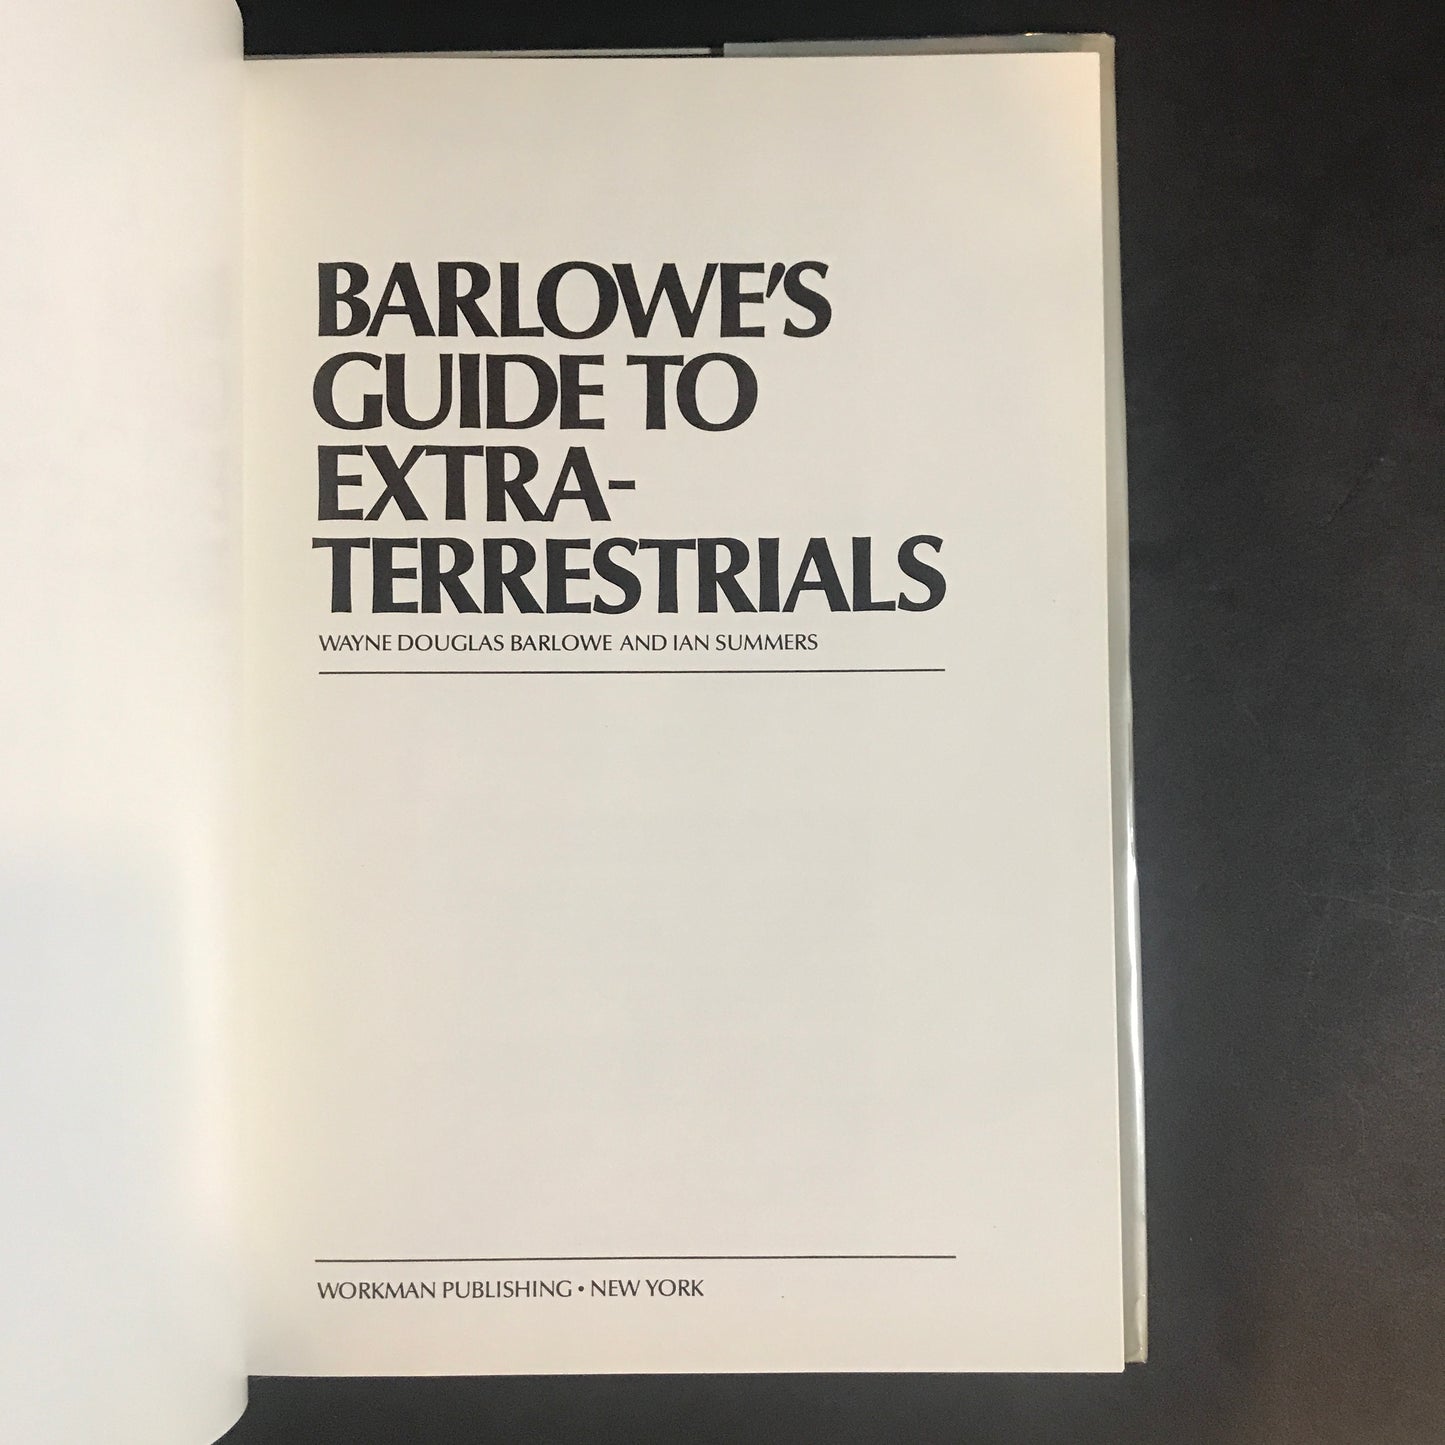 BARLOWE'S
GUIDE TO
EXTRA-
TERRESTRIALS
WAYNE DOUGLAS BARLOWE AND IAN SUMMERS
WORKMAN PUBLISHING • NEW YORK